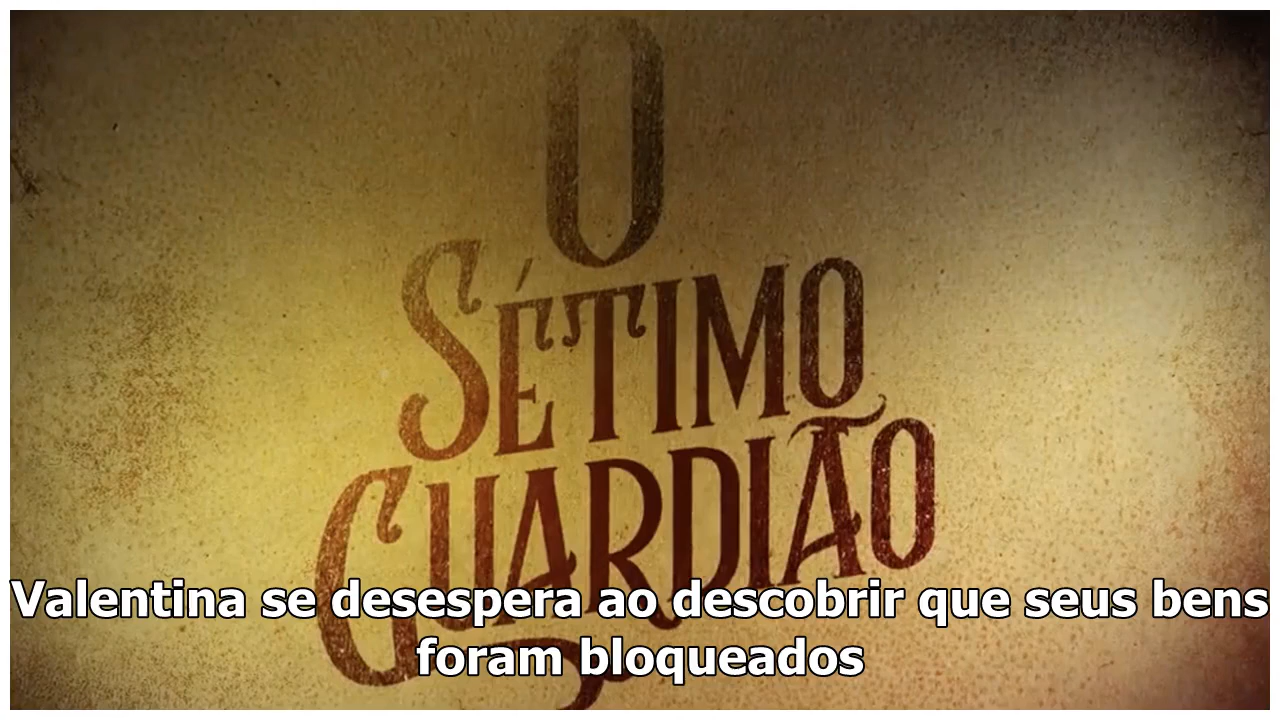 O
SÉTIMO
GUARDIÃO
Valentina se desespera ao descobrir que seus bens
foram bloqueados